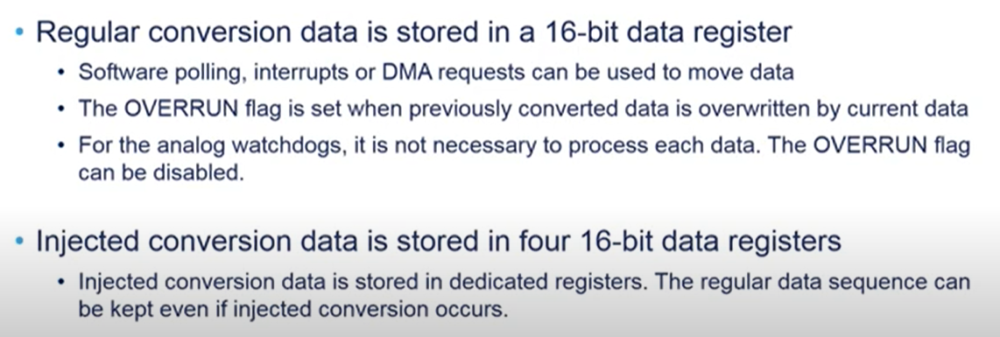 • Regular conversion data is stored in a 16-bit data register
• Software polling, interrupts or DMA requests can be used to move data
• The OVERRUN flag is set when previously converted data is overwritten by current data
• For the analog watchdogs, it is not necessary to process each data. The OVERRUN flag
can be disabled.
• Injected conversion data is stored in four 16-bit data registers
• Injected conversion data is stored in dedicated registers. The regular data sequence can
be kept even if injected conversion occurs.